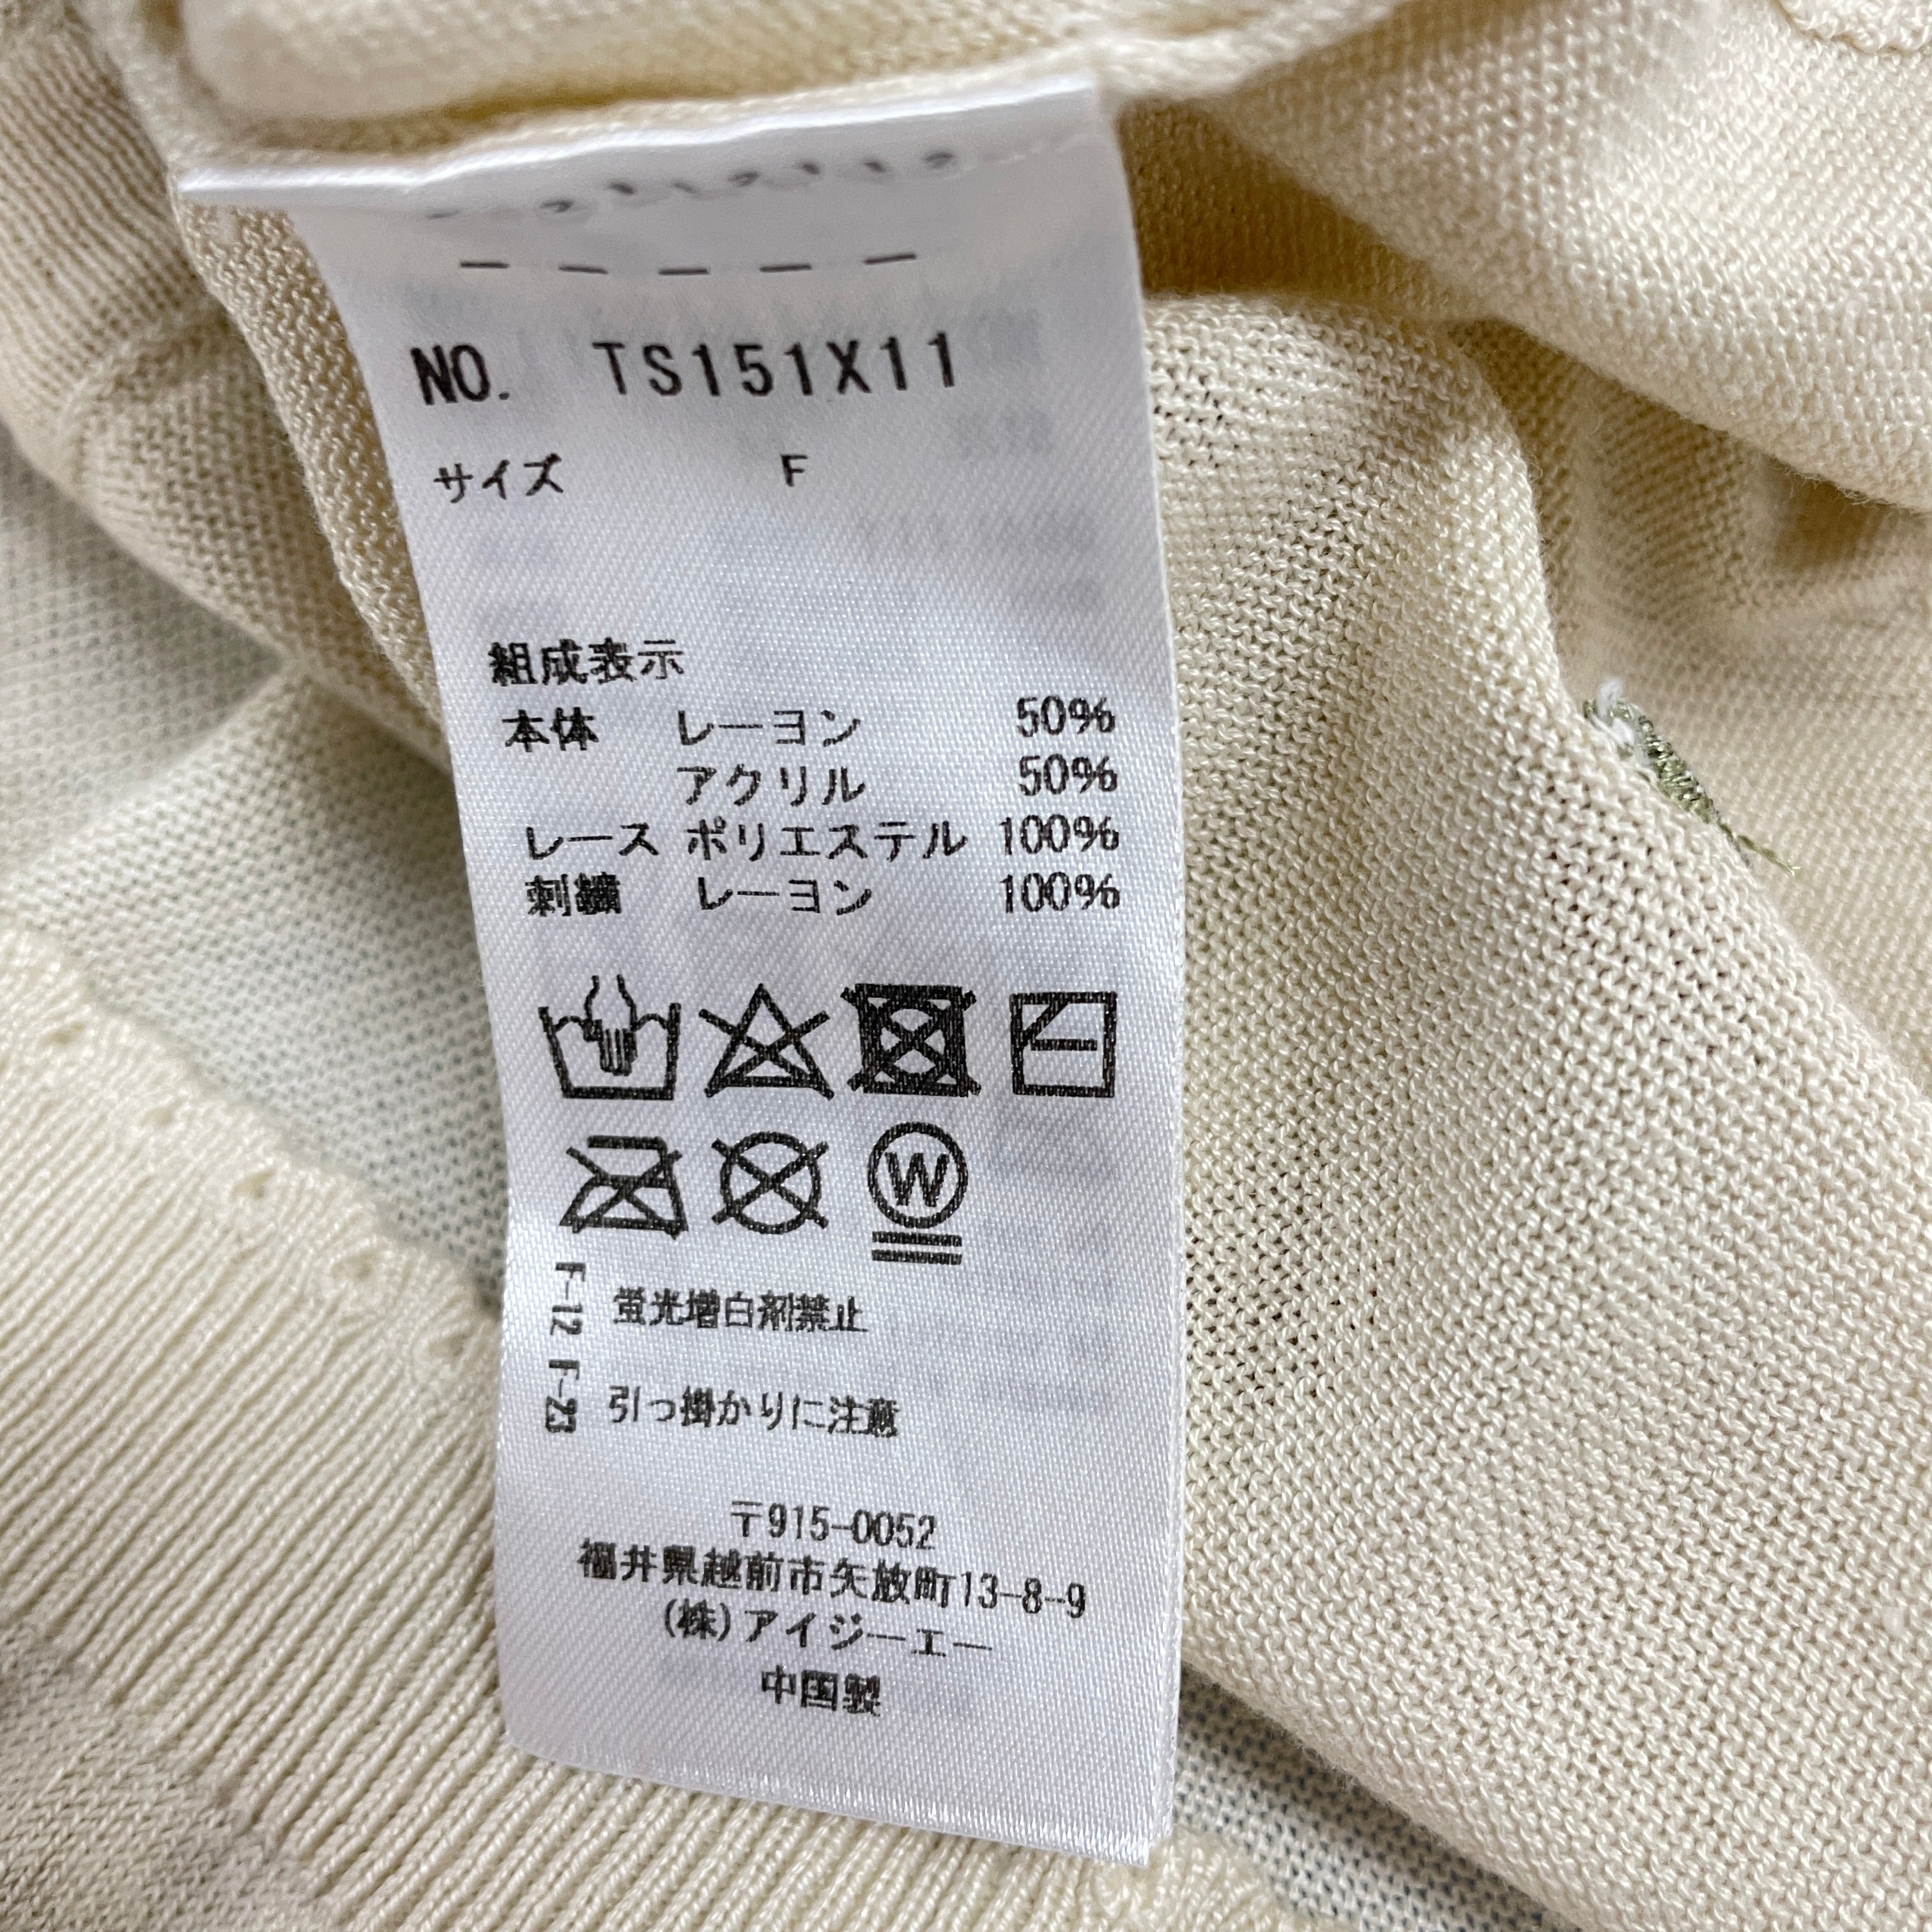 NO. TS151X11
サイズ F
組成表示
本体 レーヨン 50%
アクリル 50%
レース ポリエステル 100%
刺繍 レーヨン 100%
W
F-12 蛍光増白剤禁止
F-23 引っ掛かりに注意
〒915-0052
福井県越前市矢放町13-8-9
(株)アイジーエー
中国製